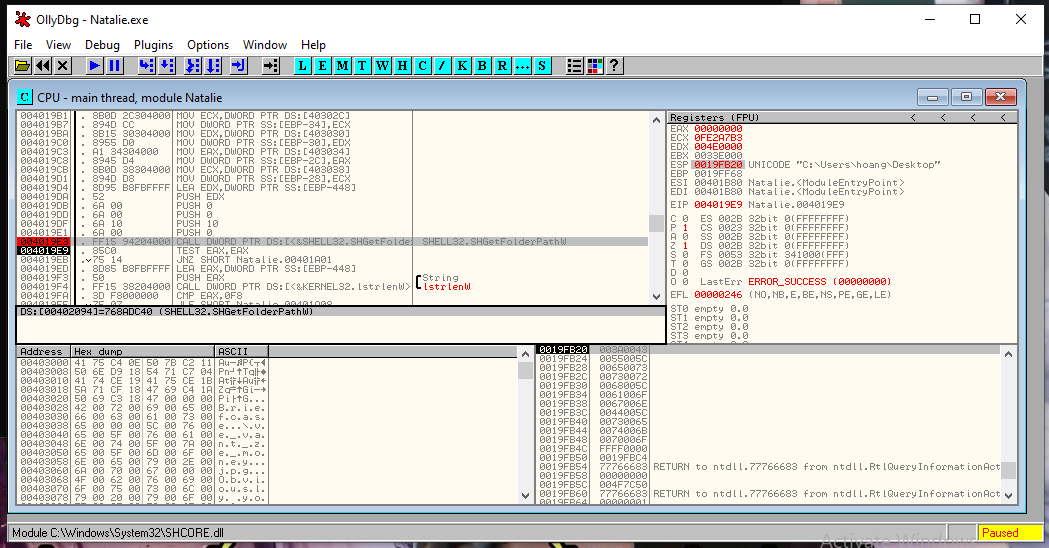 OllyDbg - Natalie.exe
File View Debug Plugins Options Window Help
L E M T W H C / K B R ... S ?
C CPU - main thread, module Natalie
004019B1 . 8B0D 2C304000 MOV ECX,DWORD PTR DS:[40302C]
004019B7 . 894D CC MOV DWORD PTR SS:[EBP-34],ECX
004019BA . 8B15 30304000 MOV EDX,DWORD PTR DS:[403030]
004019C0 . 8955 D0 MOV DWORD PTR SS:[EBP-30],EDX
004019C3 . A1 34304000 MOV EAX,DWORD PTR DS:[403034]
004019C8 . 8945 D4 MOV DWORD PTR SS:[EBP-2C],EAX
004019CB . 8B0D 38304000 MOV ECX,DWORD PTR DS:[403038]
004019D1 . 894D D8 MOV DWORD PTR SS:[EBP-28],ECX
004019D4 . 8D95 B8FBFFFF LEA EDX,DWORD PTR SS:[EBP-448]
004019DA . 52 PUSH EDX
004019DB . 6A 00 PUSH 0
004019DD . 6A 00 PUSH 0
004019DF . 6A 10 PUSH 10
004019E1 . 6A 00 PUSH 0
. FF15 94204000 CALL DWORD PTR DS:[<&SHELL32.SHGetFolde SHELL32.SHGetFolderPathW
004019E9 . 85C0 TEST EAX,EAX
004019EB . 75 14 JNZ SHORT Natalie.00401A01
004019ED . 8D85 B8FBFFFF LEA EAX,DWORD PTR SS:[EBP-448]
004019F3 . 50 PUSH EAX String
004019F4 . FF15 38204000 CALL DWORD PTR DS:[<&KERNEL32.lstrlenW> lstrlenW
004019FA . 3D F8000000 CMP EAX,0F8
DS:[00402094]=768ADC40 (SHELL32.SHGetFolderPathW)
Registers (FPU) < < < <
EAX 00000000
ECX 0FE2A7B3
EDX 004E0000
EBX 0033E000
ESP 0019FB20 UNICODE "C:\Users\hoang\Desktop"
EBP 0019FF68
ESI 00401B80 Natalie.<ModuleEntryPoint>
EDI 00401B80 Natalie.<ModuleEntryPoint>
EIP 004019E9 Natalie.004019E9
C 0 ES 002B 32bit 0(FFFFFFFF)
P 1 CS 0023 32bit 0(FFFFFFFF)
A 0 SS 002B 32bit 0(FFFFFFFF)
Z 1 DS 002B 32bit 0(FFFFFFFF)
S 0 FS 0053 32bit 341000(FFF)
T 0 GS 002B 32bit 0(FFFFFFFF)
D 0
O 0 LastErr ERROR_SUCCESS (00000000)
EFL 00000246 (NO,NB,E,BE,NS,PE,GE,LE)
ST0 empty 0.0
ST1 empty 0.0
ST2 empty 0.0
ST3 empty 0.0
Address Hex dump ASCII
00403000 41 75 C4 0E 50 7B C2 11
00403008 50 6E D9 18 54 71 C7 04
00403010 41 74 CE 19 41 75 CE 1B
00403018 5A 71 CF 18 47 69 C4 1A
00403020 50 69 C3 18 47 00 00 00
00403028 42 00 72 00 69 00 65 00 B.r.i.e.
00403030 66 00 63 00 61 00 73 00 f.c.a.s.
00403038 65 00 00 00 5C 00 76 00 e...\.v.
00403040 65 00 5F 00 76 00 61 00 e._.v.a.
00403048 6E 00 74 00 5F 00 7A 00 n.t._.z.
00403050 65 00 5F 00 6D 00 6F 00 e._.m.o.
00403058 6E 00 65 00 79 00 2E 00 n.e.y...
00403060 6A 00 70 00 67 00 00 00 j.p.g...
00403068 4F 00 62 00 76 00 69 00 O.b.v.i.
00403070 6F 00 75 00 73 00 6C 00 o.u.s.l.
00403078 79 00 20 00 79 00 6F 00 y. .y.o.
0019FB20 003A0043
0019FB24 0055005C
0019FB28 00650073
0019FB2C 00730072
0019FB30 0068005C
0019FB34 0061006F
0019FB38 0067006E
0019FB3C 0044005C
0019FB40 00730065
0019FB44 0074006B
0019FB48 0070006F
0019FB4C FFFF0000
0019FB50 0019FBC4
0019FB54 77766683 RETURN to ntdll.77766683 from ntdll.RtlQueryInformationAct
0019FB58 00000000
0019FB5C 004F7C50
0019FB60 77766683 RETURN to ntdll.77766683 from ntdll.RtlQueryInformationAct
0019FB64 00000001
Module C:\Windows\System32\SHCORE.dll Paused
Activate Windows